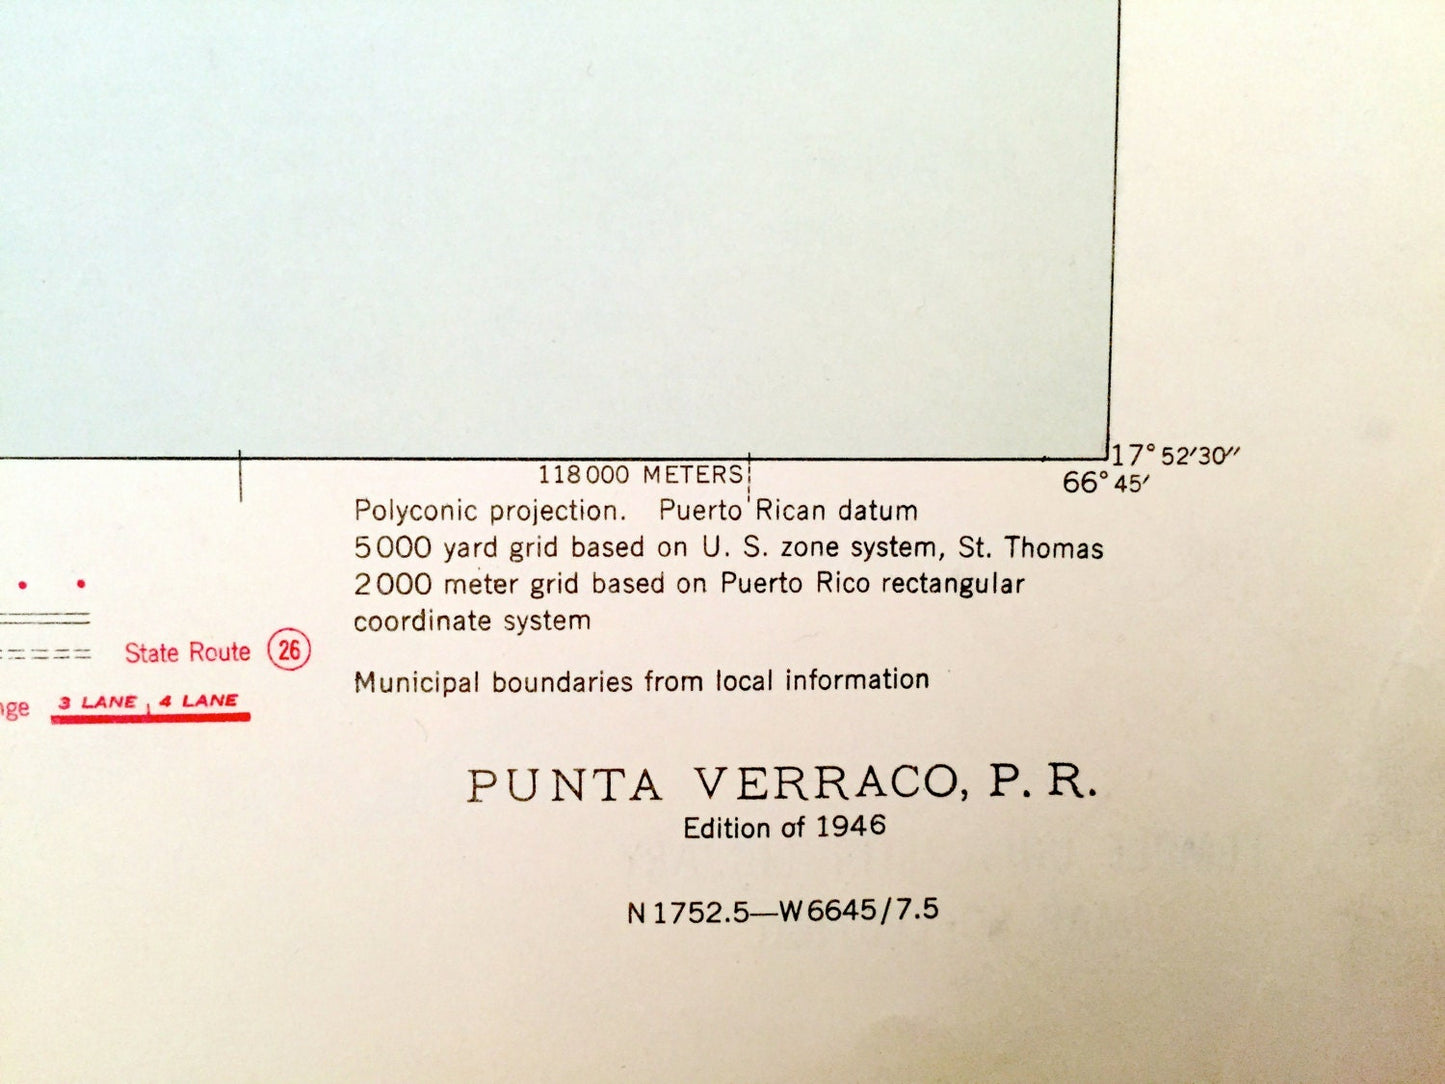 118000 METERS
17° 52′30″
66° 45′
Polyconic projection. Puerto Rican datum
5000 yard grid based on U. S. zone system, St. Thomas
2000 meter grid based on Puerto Rico rectangular
coordinate system
State Route 26
Municipal boundaries from local information
3 LANE 4 LANE
PUNTA VERRACO, P. R.
Edition of 1946
N 1752.5—W6645/7.5